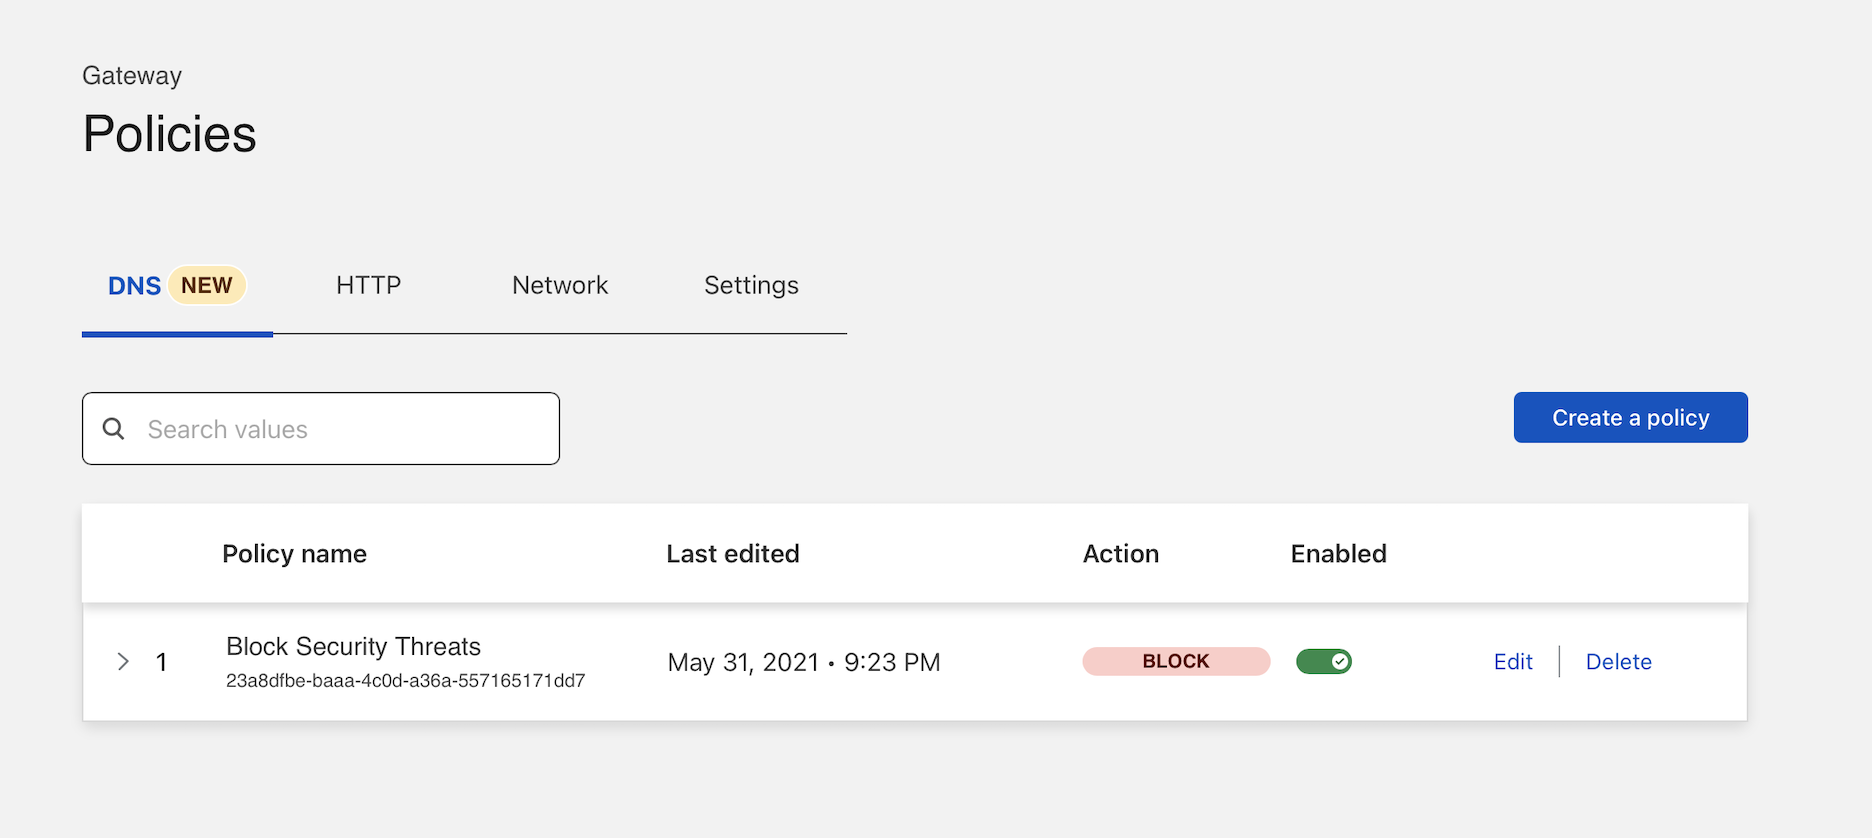 Gateway
Policies
DNS NEW HTTP Network Settings
Search values
Create a policy
Policy name Last edited Action Enabled
1 Block Security Threats May 31, 2021 • 9:23 PM BLOCK Edit Delete
23a8dfbe-baaa-4c0d-a36a-557165171dd7